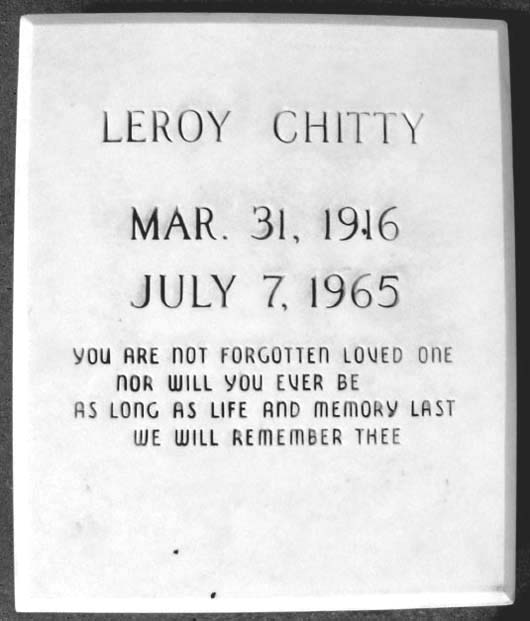 LEROY CHITTY
MAR. 31, 1916
JULY 7, 1965
YOU ARE NOT FORGOTTEN LOVED ONE
NOR WILL YOU EVER BE
AS LONG AS LIFE AND MEMORY LAST
WE WILL REMEMBER THEE